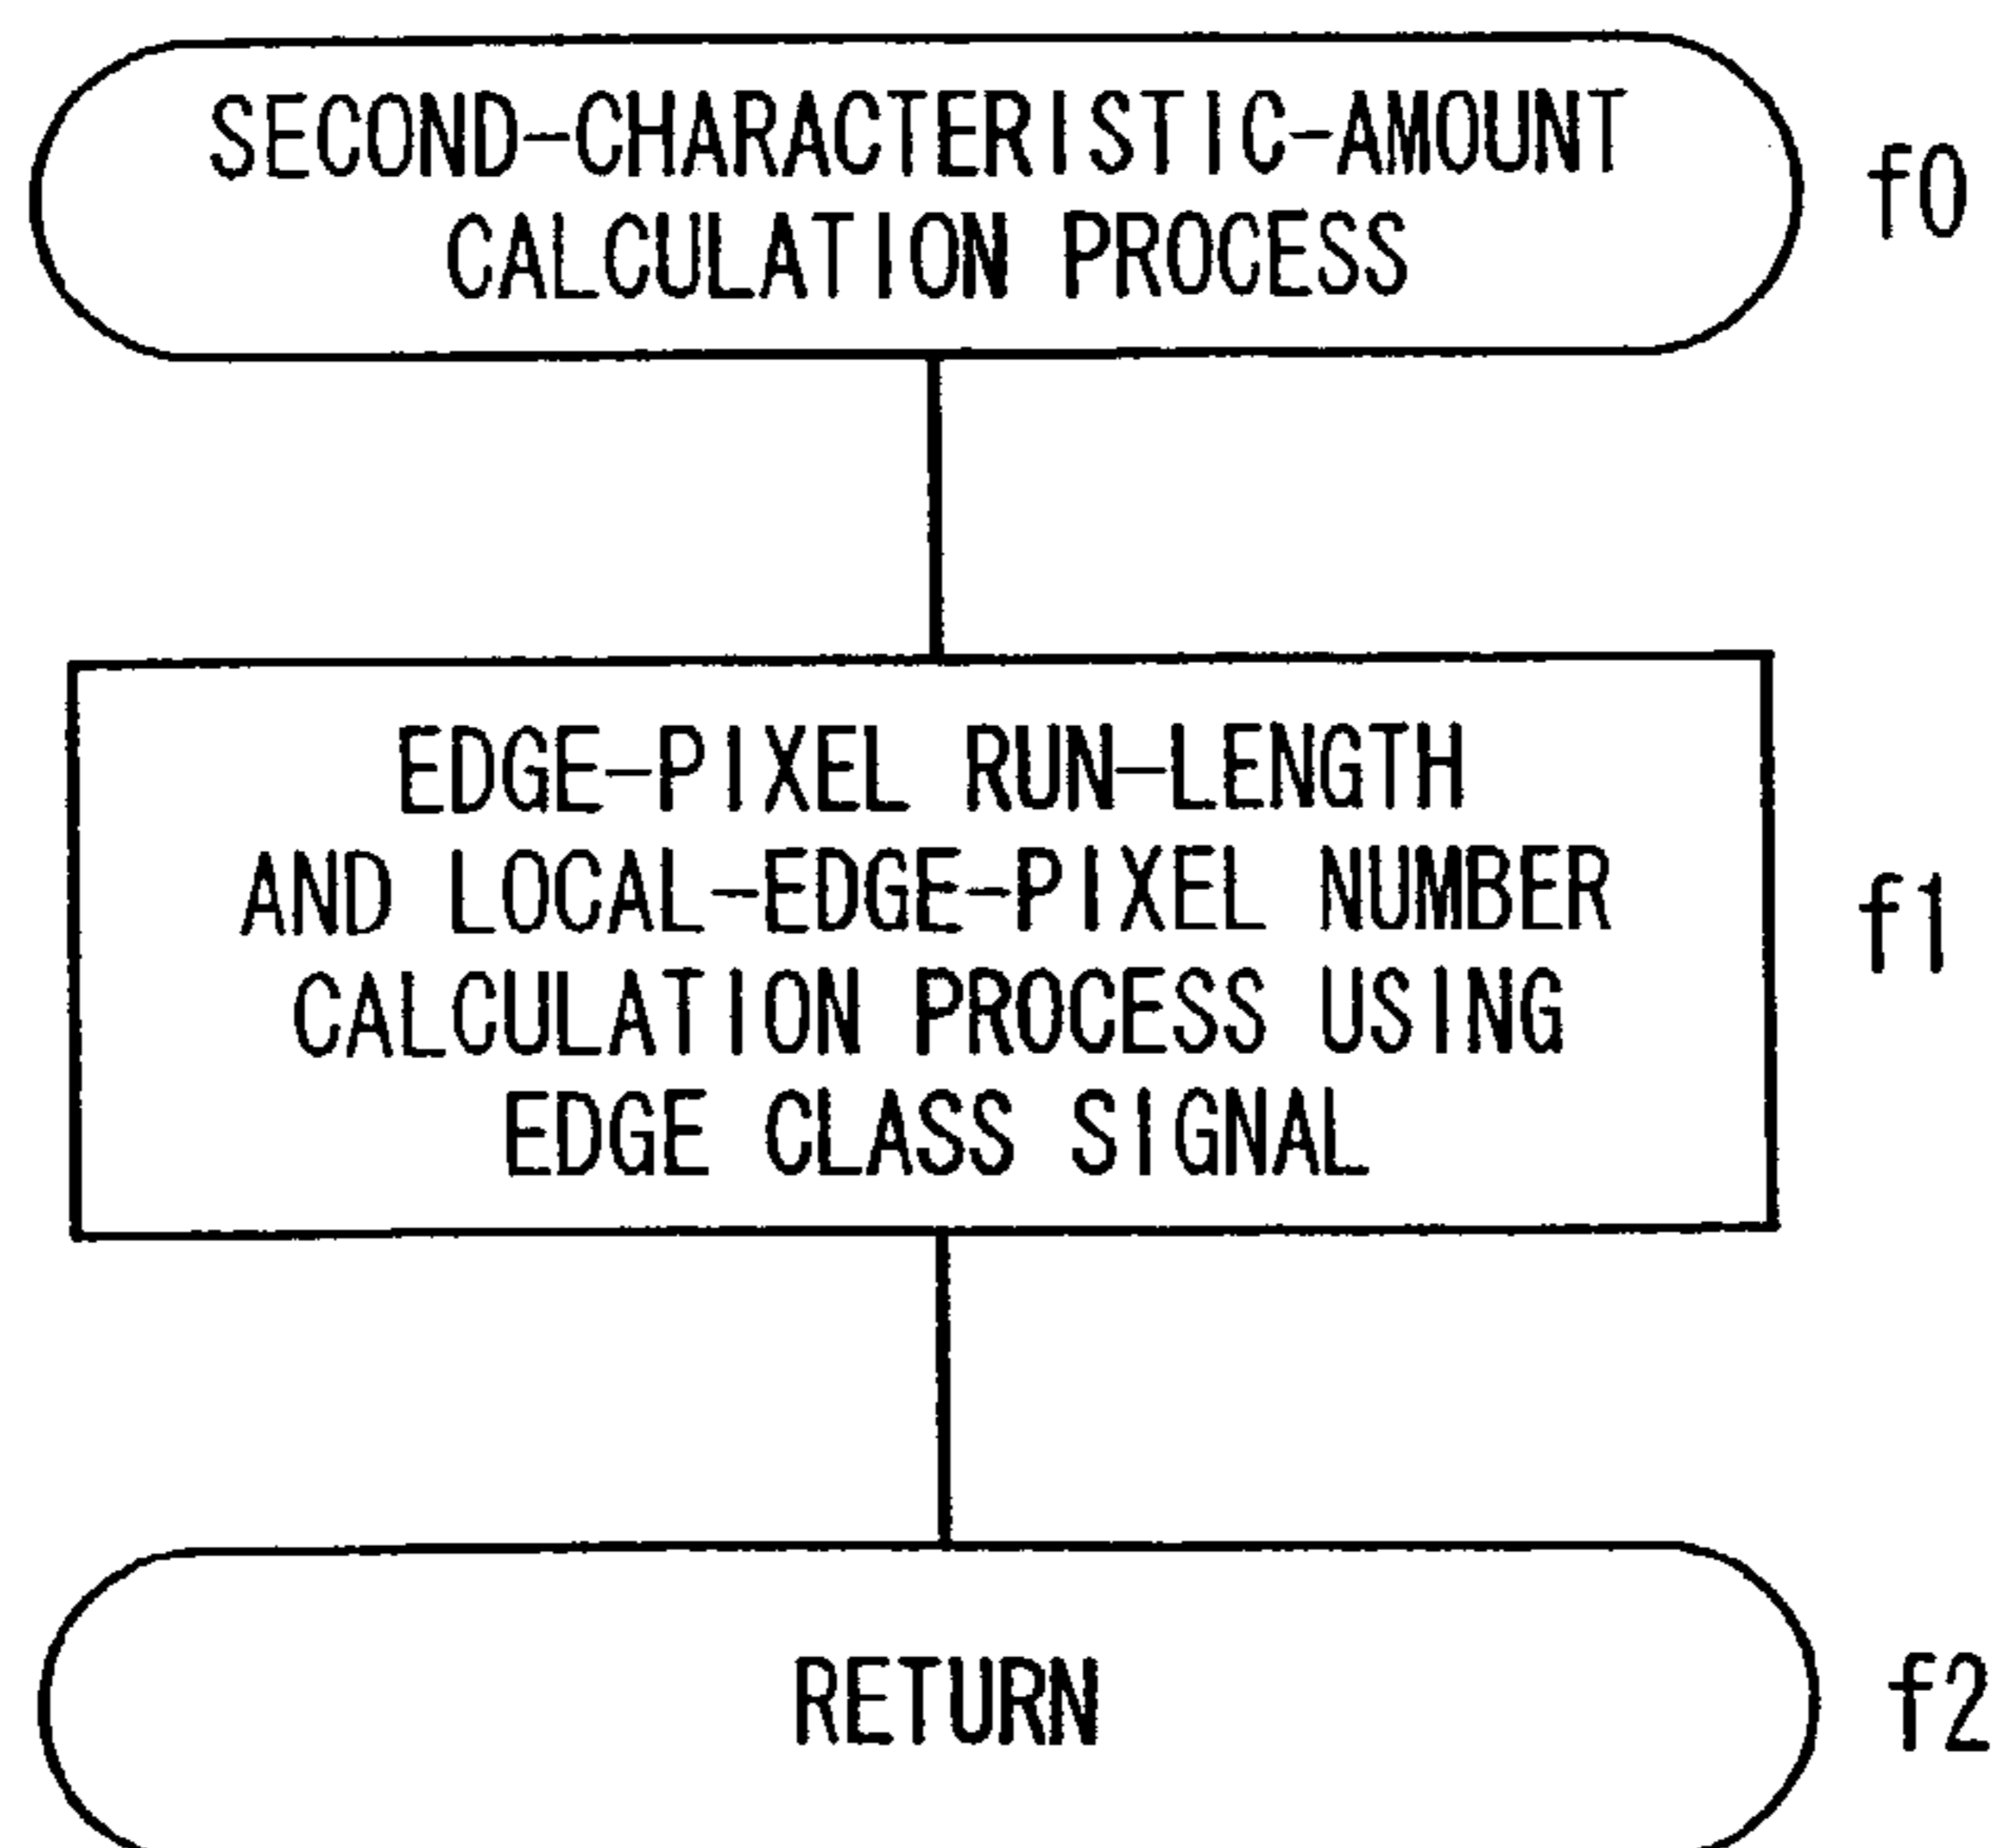 SECOND-CHARACTERISTIC-AMOUNT
CALCULATION PROCESS
f0
EDGE-PIXEL RUN-LENGTH
AND LOCAL-EDGE-PIXEL NUMBER
CALCULATION PROCESS USING
EDGE CLASS SIGNAL
f1
RETURN
f2